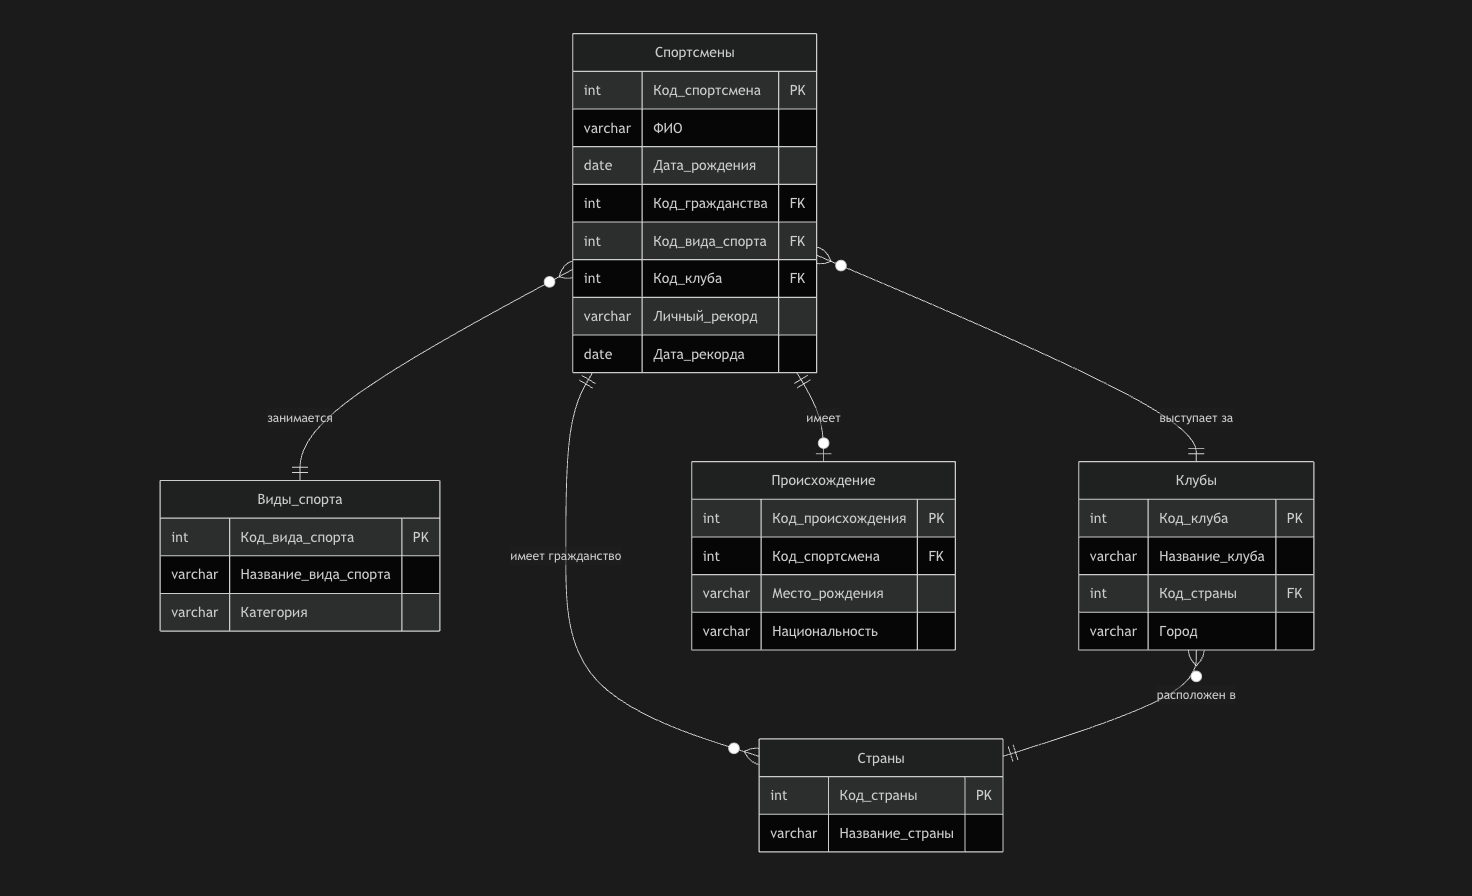 Спортсмены
int Код_спортсмена PK
varchar ФИО
date Дата_рождения
int Код_гражданства FK
int Код_вида_спорта FK
int Код_клуба FK
varchar Личный_рекорд
date Дата_рекорда
занимается
имеет
выступает за
Виды_спорта
int Код_вида_спорта PK
varchar Название_вида_спорта
varchar Категория
имеет гражданство
Происхождение
int Код_происхождения PK
int Код_спортсмена FK
varchar Место_рождения
varchar Национальность
Клубы
int Код_клуба PK
varchar Название_клуба
int Код_страны FK
varchar Город
расположен в
Страны
int Код_страны PK
varchar Название_страны